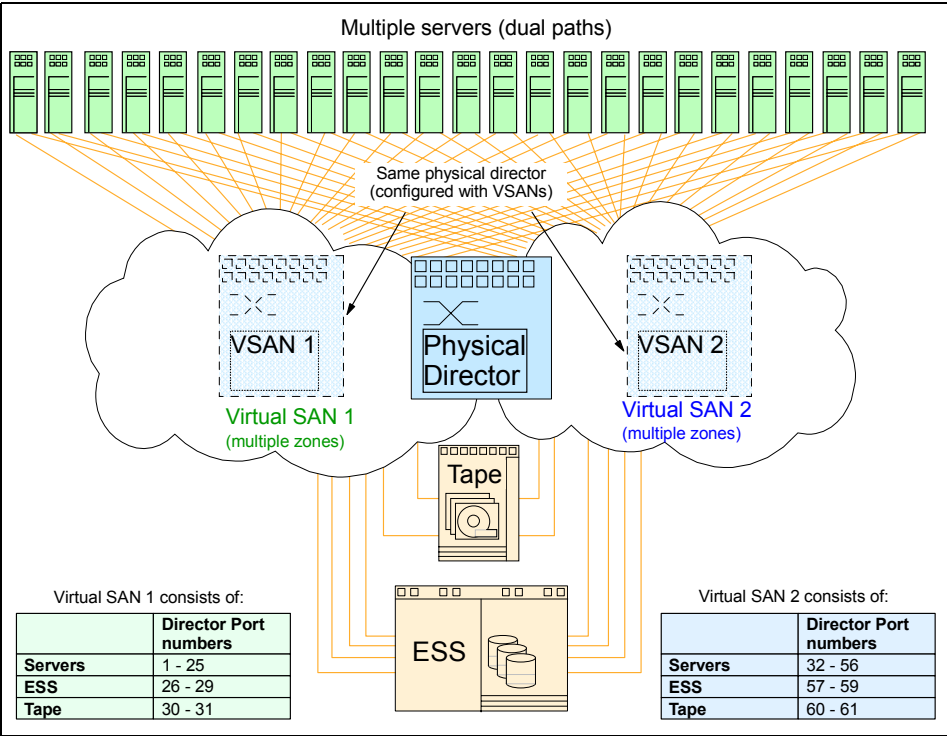 Multiple servers (dual paths)
Same physical director
(configured with VSANs)
VSAN 1
Physical
Director
VSAN 2
Virtual SAN 1
(multiple zones)
Virtual SAN 2
(multiple zones)
Tape
ESS
Virtual SAN 1 consists of:
Director Port
numbers
Servers 1 - 25
ESS 26 - 29
Tape 30 - 31
Virtual SAN 2 consists of:
Director Port
numbers
Servers 32 - 56
ESS 57 - 59
Tape 60 - 61